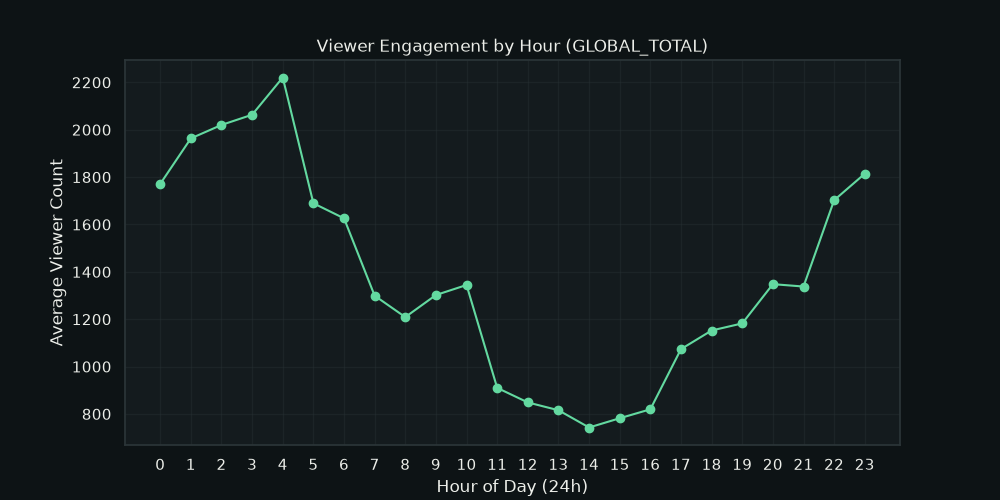 Viewer Engagement by Hour (GLOBAL_TOTAL)
Average Viewer Count
2200
2000
1800
1600
1400
1200
1000
800
0 1 2 3 4 5 6 7 8 9 10 11 12 13 14 15 16 17 18 19 20 21 22 23
Hour of Day (24h)